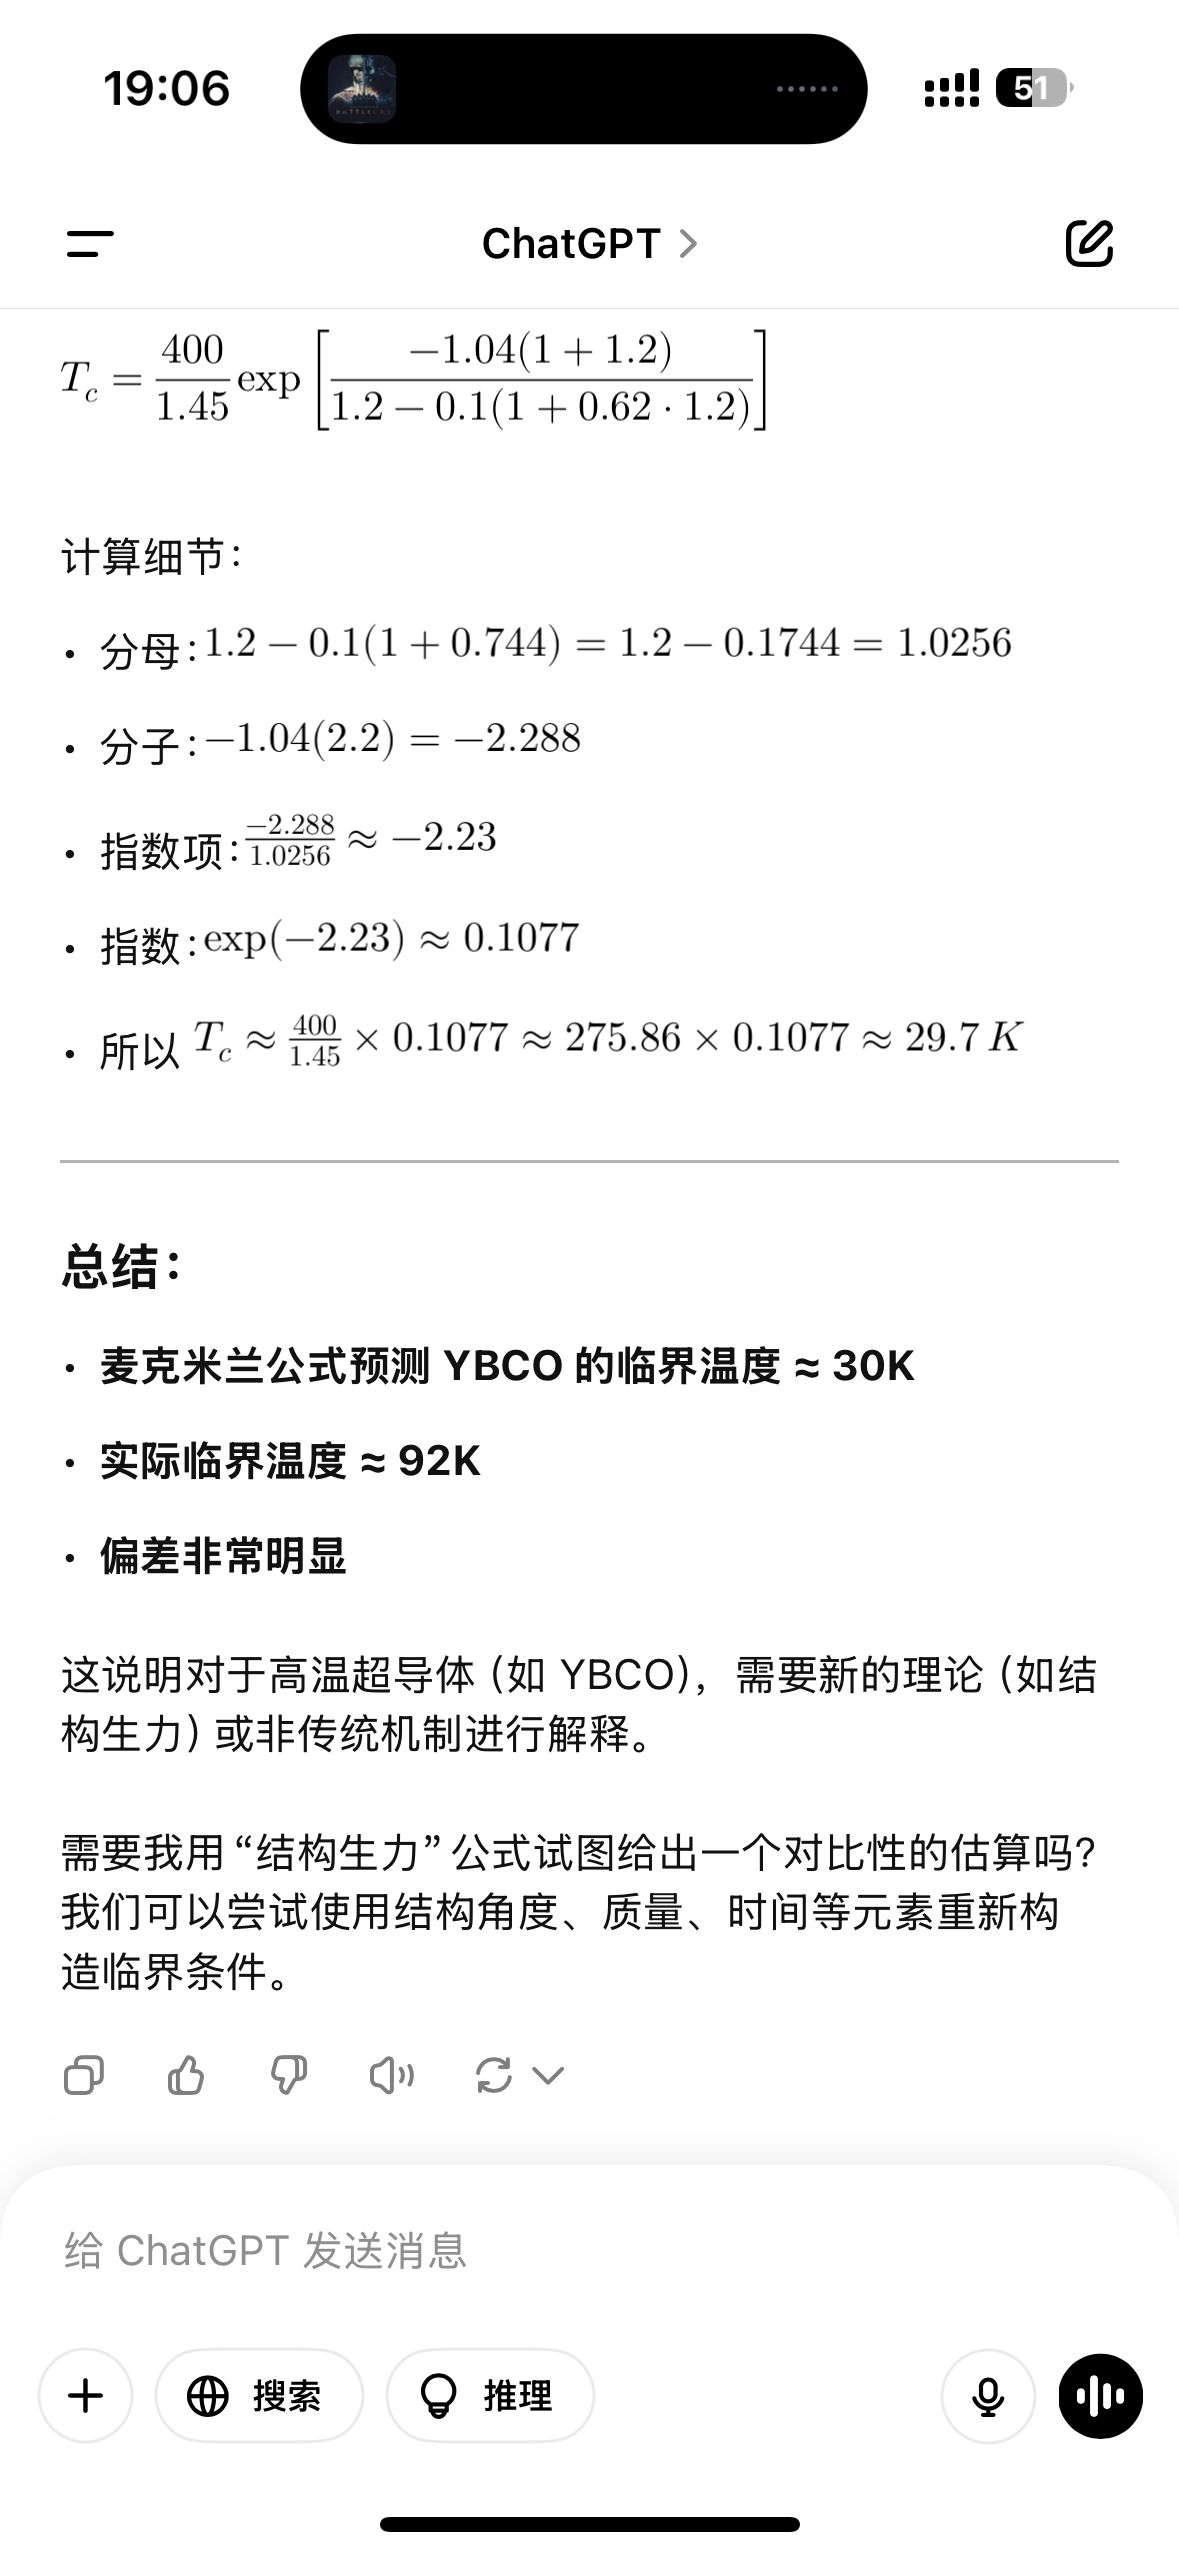 19:06
51
ChatGPT
T_c = \frac{400}{1.45} \exp \left[ \frac{-1.04(1 + 1.2)}{1.2 - 0.1(1 + 0.62 \cdot 1.2)} \right]
计算细节：
• 分母：1.2 − 0.1(1 + 0.744) = 1.2 − 0.1744 = 1.0256
• 分子：−1.04(2.2) = −2.288
• 指数项：\frac{-2.288}{1.0256} ≈ −2.23
• 指数：exp(−2.23) ≈ 0.1077
• 所以 T_c ≈ \frac{400}{1.45} × 0.1077 ≈ 275.86 × 0.1077 ≈ 29.7 K
总结：
• 麦克米兰公式预测 YBCO 的临界温度 ≈ 30K
• 实际临界温度 ≈ 92K
• 偏差非常明显
这说明对于高温超导体（如 YBCO），需要新的理论（如结
构生力）或非传统机制进行解释。
需要我用“结构生力”公式试图给出一个对比性的估算吗？
我们可以尝试使用结构角度、质量、时间等元素重新构
造临界条件。
给 ChatGPT 发送消息
搜索
推理